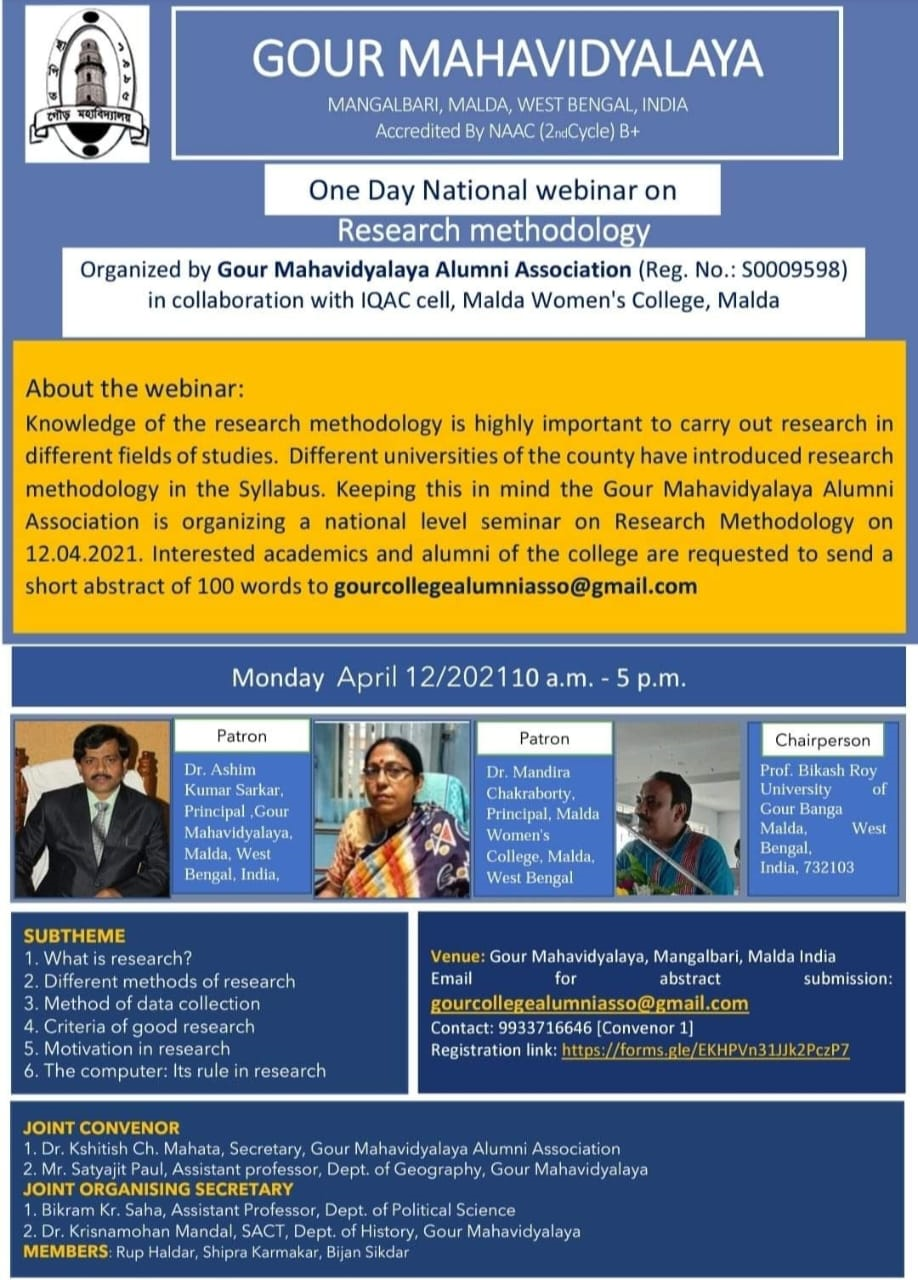 গৌড় মহাবিদ্যালয়
GOUR MAHAVIDYALAYA
MANGALBARI, MALDA, WEST BENGAL, INDIA
Accredited By NAAC (2ndCycle) B+
One Day National webinar on
Research methodology
Organized by Gour Mahavidyalaya Alumni Association (Reg. No.: S0009598)
in collaboration with IQAC cell, Malda Women's College, Malda
About the webinar:
Knowledge of the research methodology is highly important to carry out research in
different fields of studies. Different universities of the county have introduced research
methodology in the Syllabus. Keeping this in mind the Gour Mahavidyalaya Alumni
Association is organizing a national level seminar on Research Methodology on
12.04.2021. Interested academics and alumni of the college are requested to send a
short abstract of 100 words to gourcollegealumniasso@gmail.com
Monday April 12/202110 a.m. - 5 p.m.
Patron
Dr. Ashim
Kumar Sarkar,
Principal ,Gour
Mahavidyalaya,
Malda, West
Bengal, India,
Patron
Dr. Mandira
Chakraborty,
Principal, Malda
Women's
College, Malda,
West Bengal
Chairperson
Prof. Bikash Roy
University of
Gour Banga
Malda, West
Bengal,
India, 732103
SUBTHEME
1. What is research?
2. Different methods of research
3. Method of data collection
4. Criteria of good research
5. Motivation in research
6. The computer: Its rule in research
Venue: Gour Mahavidyalaya, Mangalbari, Malda India
Email for abstract submission:
gourcollegealumniasso@gmail.com
Contact: 9933716646 [Convenor 1]
Registration link: https://forms.gle/EKHPVn31JJk2PczP7
JOINT CONVENOR
1. Dr. Kshitish Ch. Mahata, Secretary, Gour Mahavidyalaya Alumni Association
2. Mr. Satyajit Paul, Assistant professor, Dept. of Geography, Gour Mahavidyalaya
JOINT ORGANISING SECRETARY
1. Bikram Kr. Saha, Assistant Professor, Dept. of Political Science
2. Dr. Krisnamohan Mandal, SACT, Dept. of History, Gour Mahavidyalaya
MEMBERS: Rup Haldar, Shipra Karmakar, Bijan Sikdar